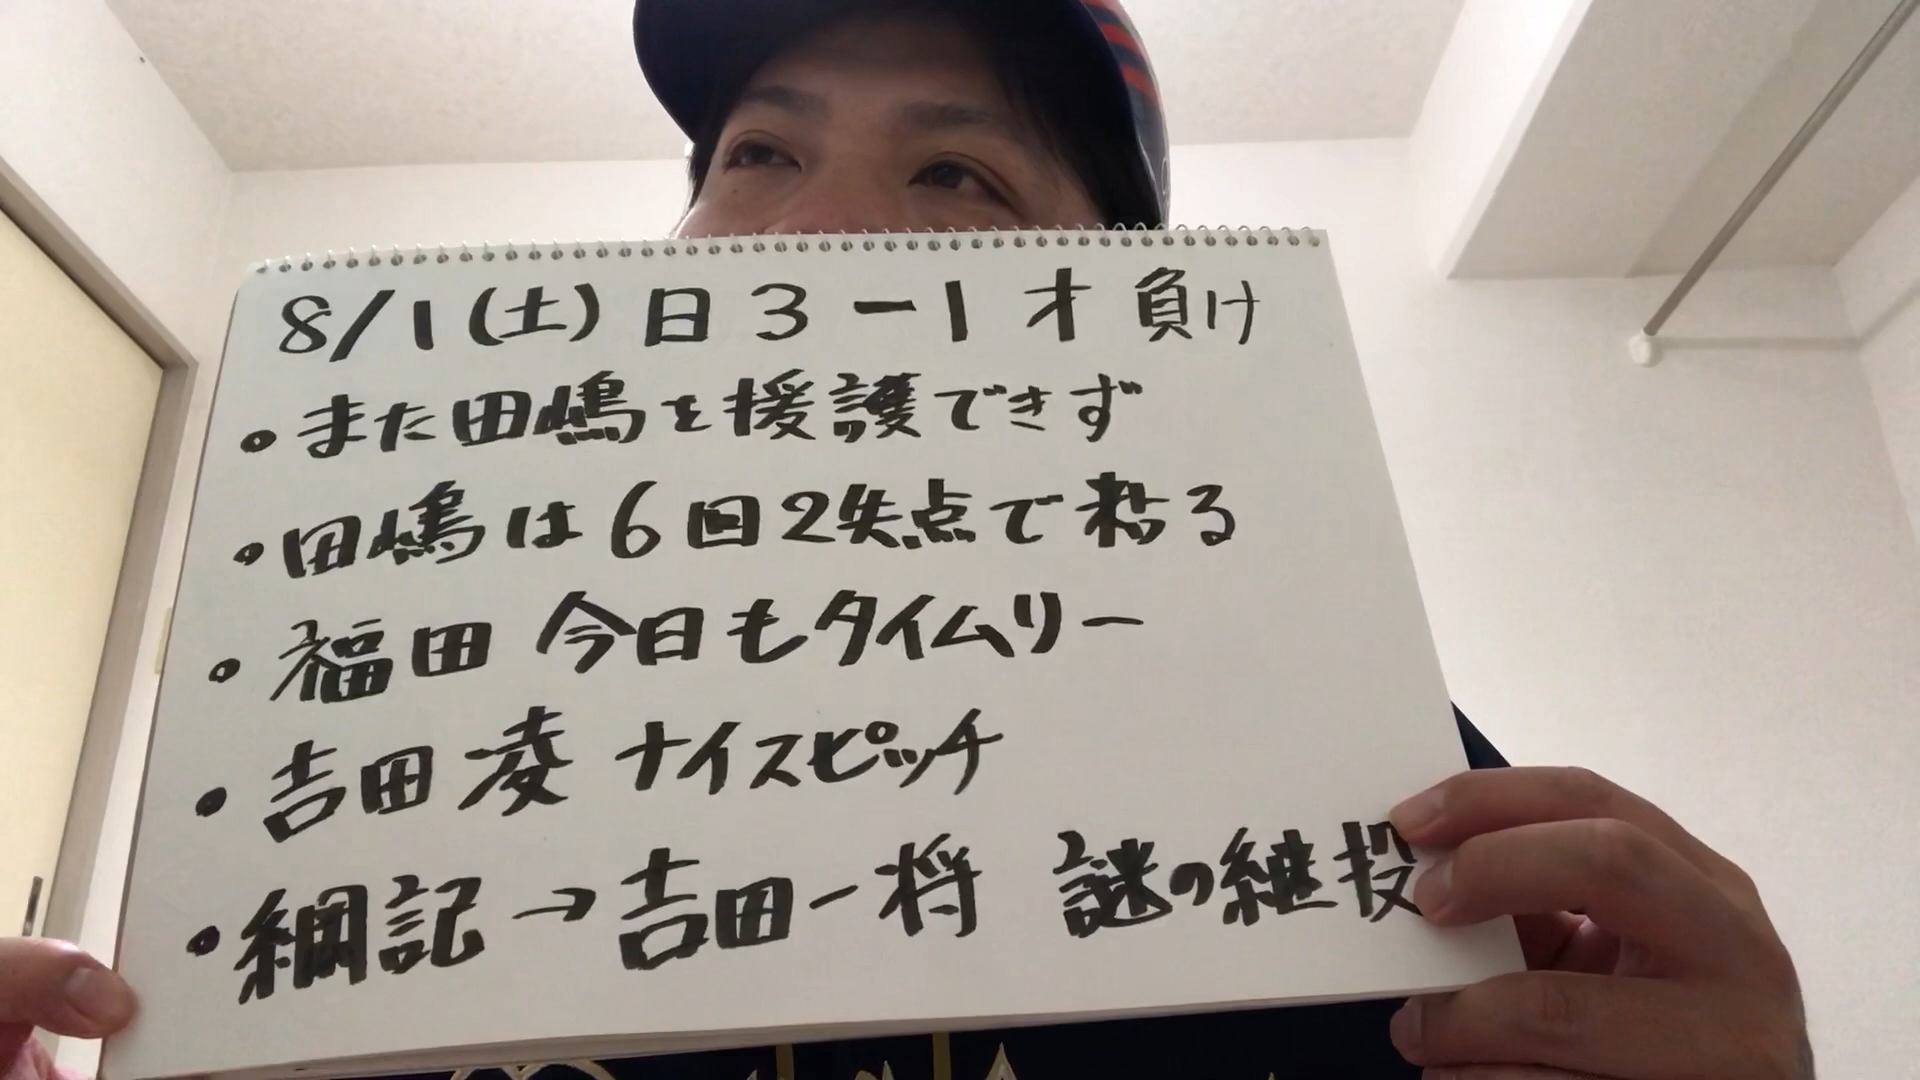 8/1(土)日3-1オ負け
・また田嶋を援護できず
・田嶋は6回2失点で粘る
・福田 今日もタイムリー
・吉田凌 ナイスピッチ
・綱記→吉田一将 謎の継投